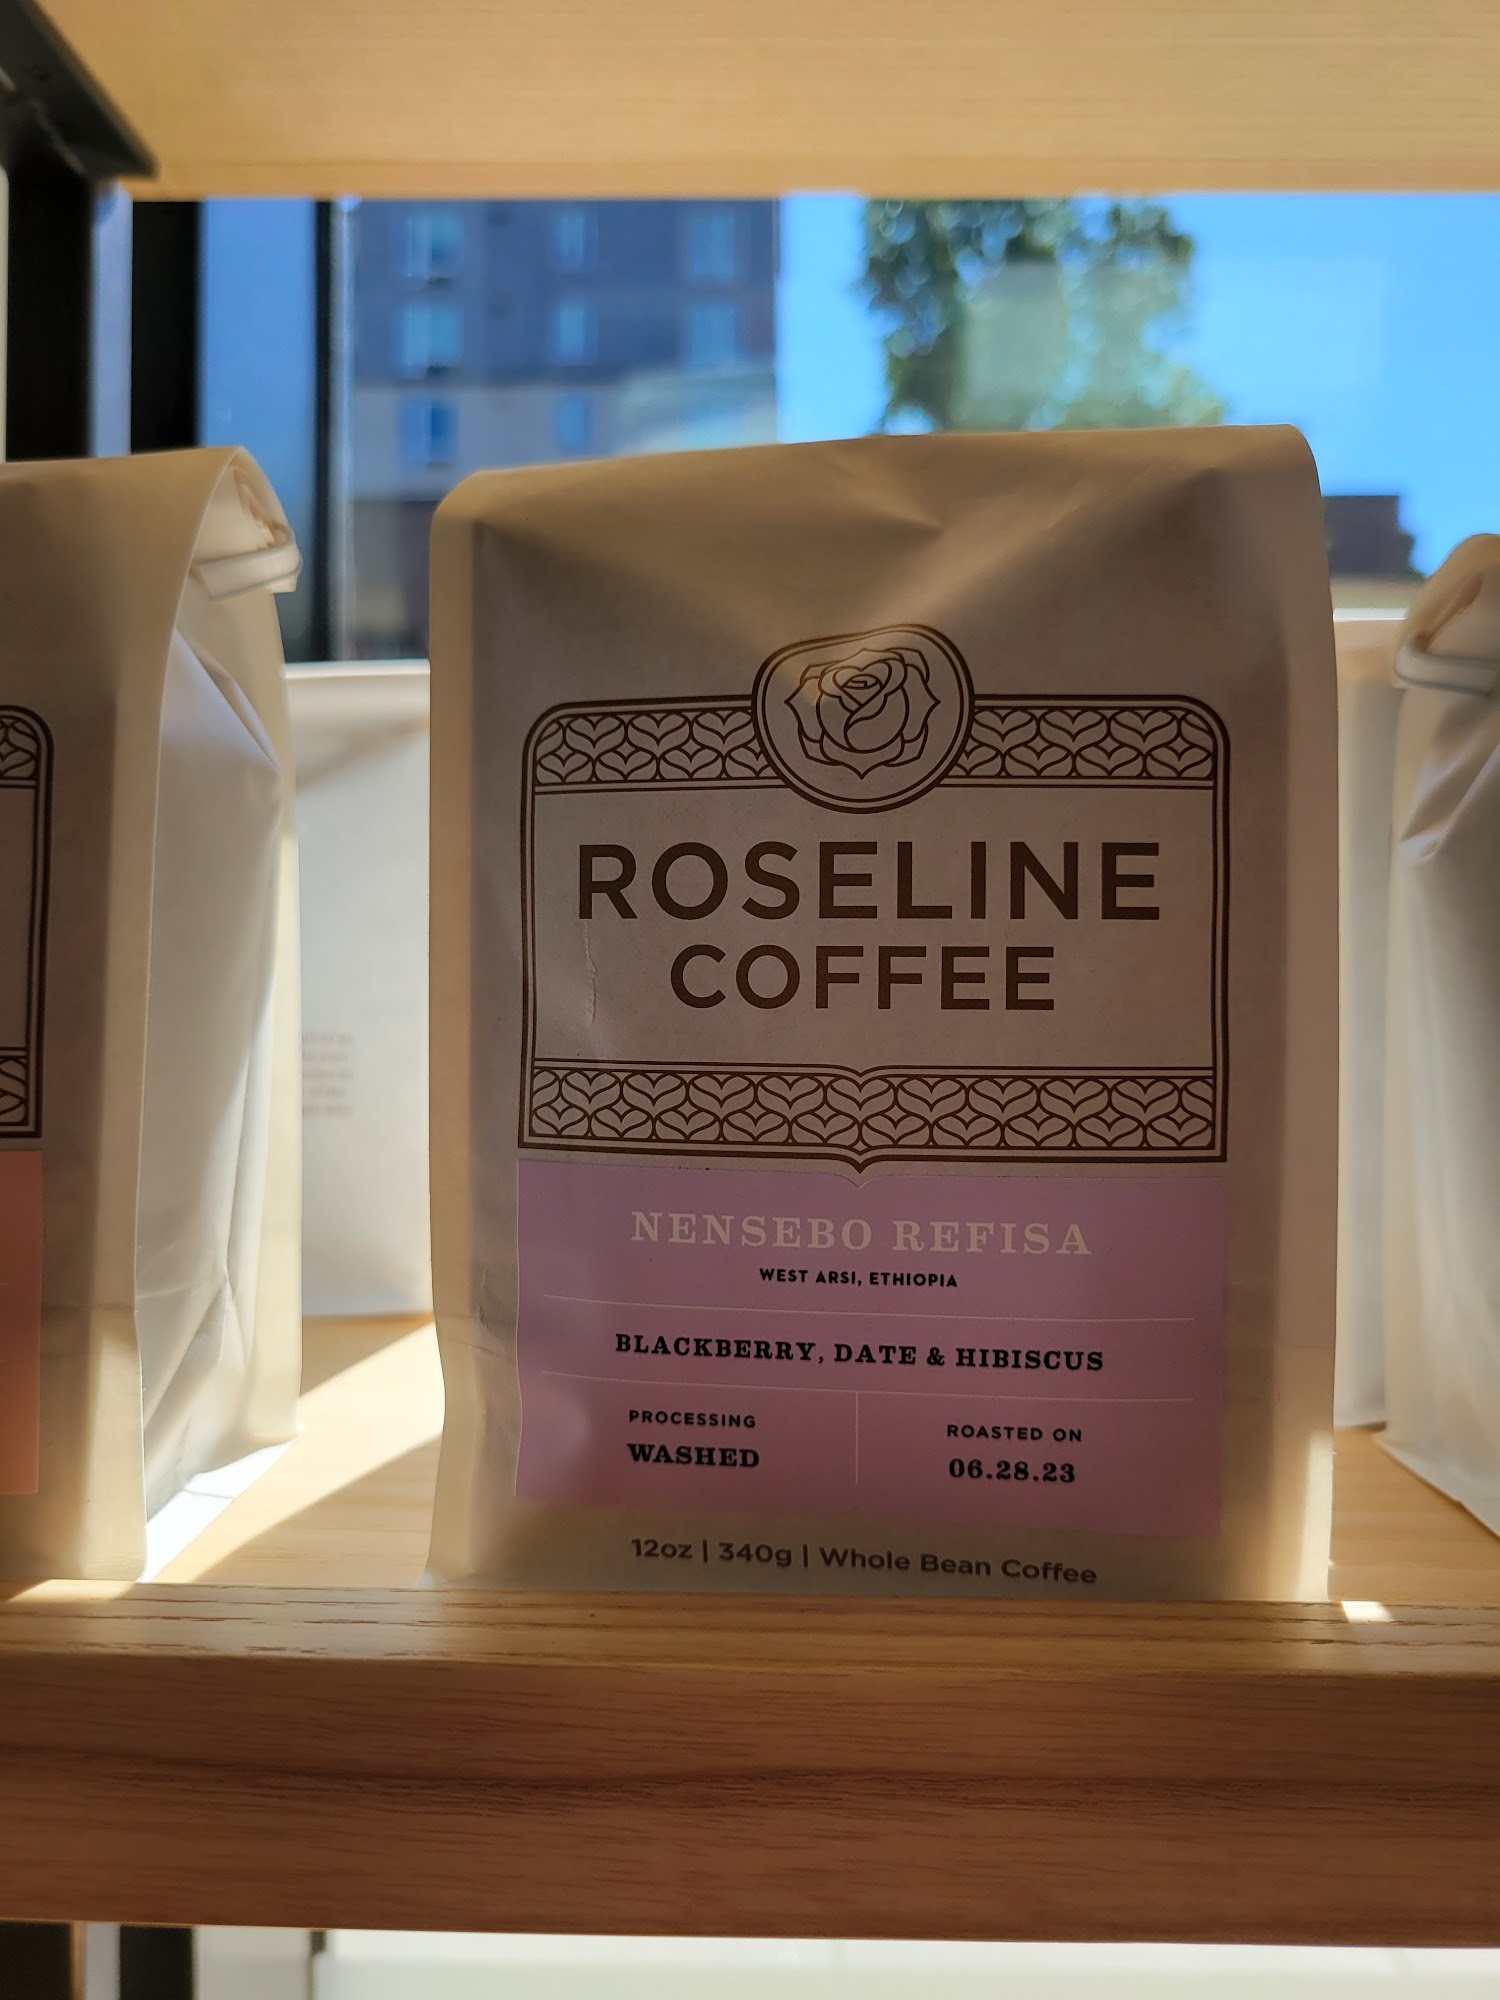 ROSELINE
COFFEE
NENSEBO REFISA
WEST ARSI, ETHIOPIA
BLACKBERRY, DATE & HIBISCUS
PROCESSING
WASHED
ROASTED ON
06.28.23
12oz | 340g | Whole Bean Coffee